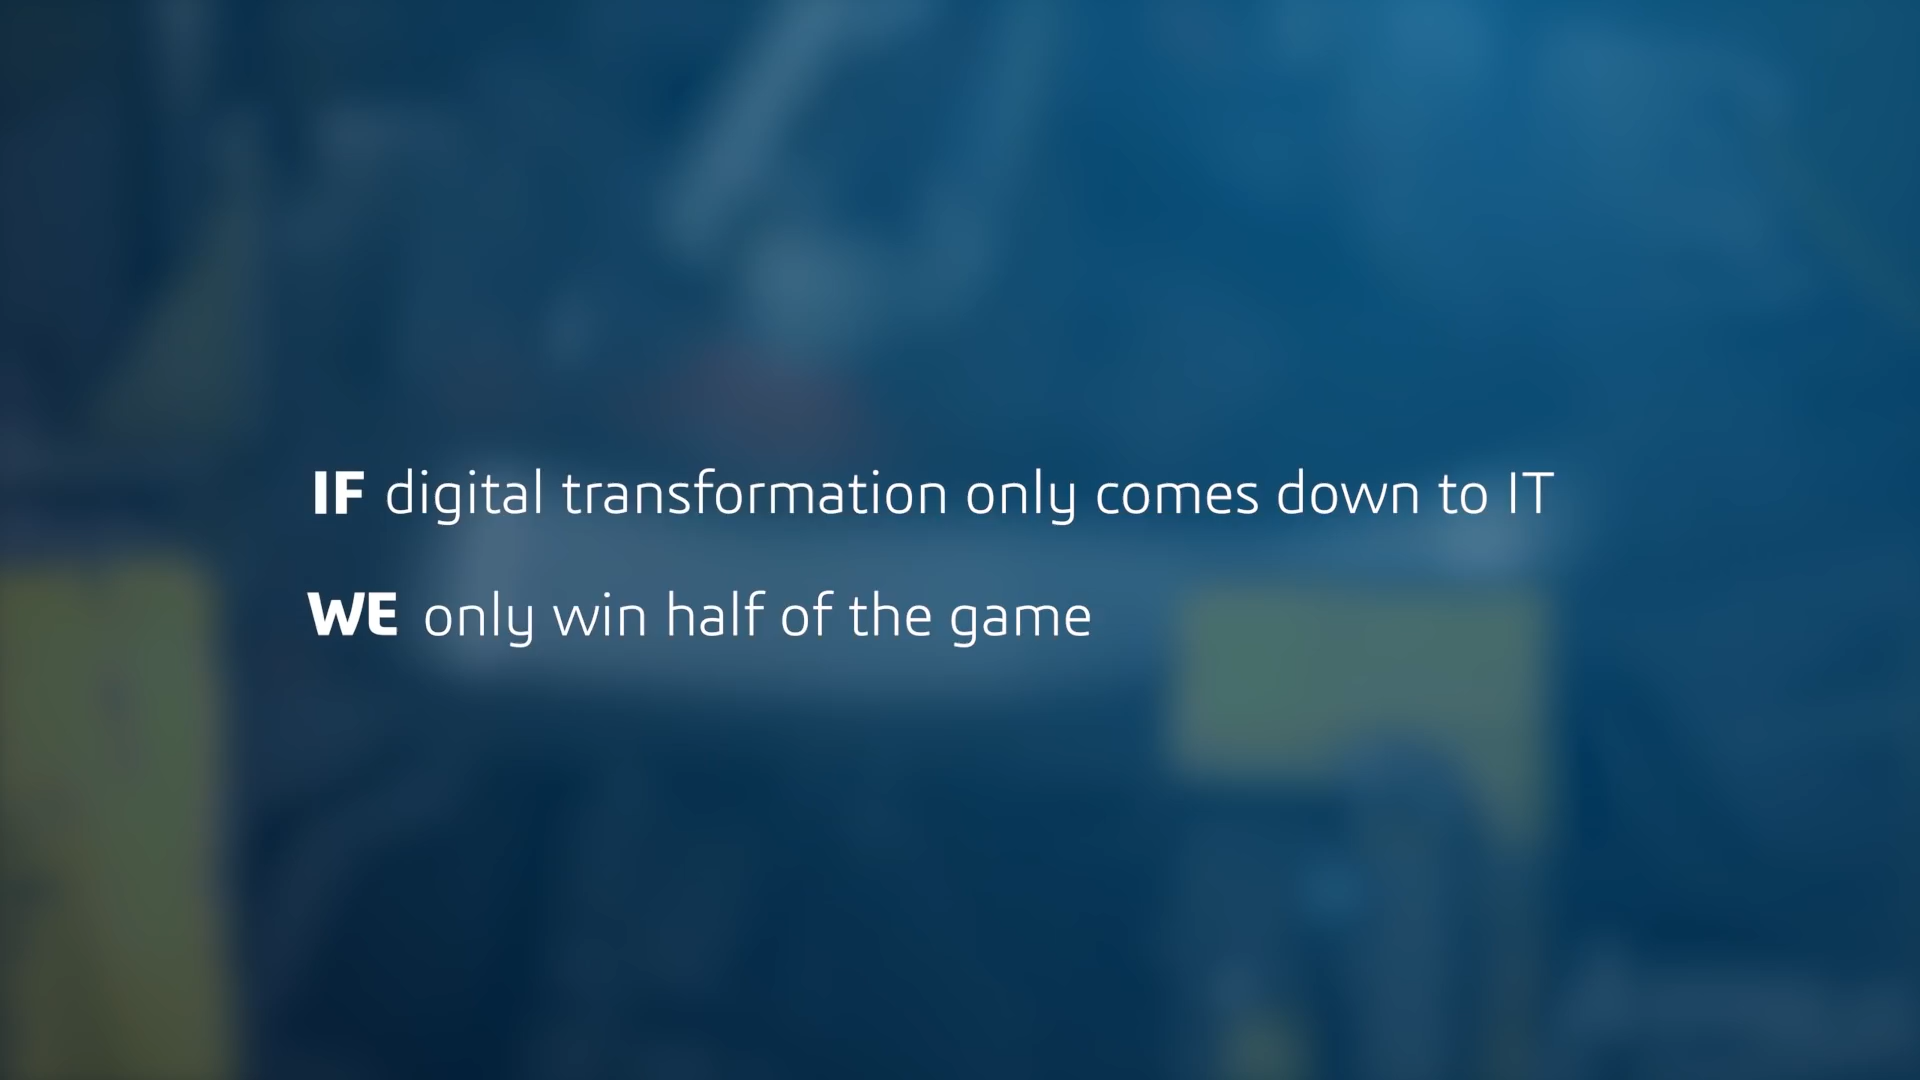 IF digital transformation only comes down to IT
WE only win half of the game